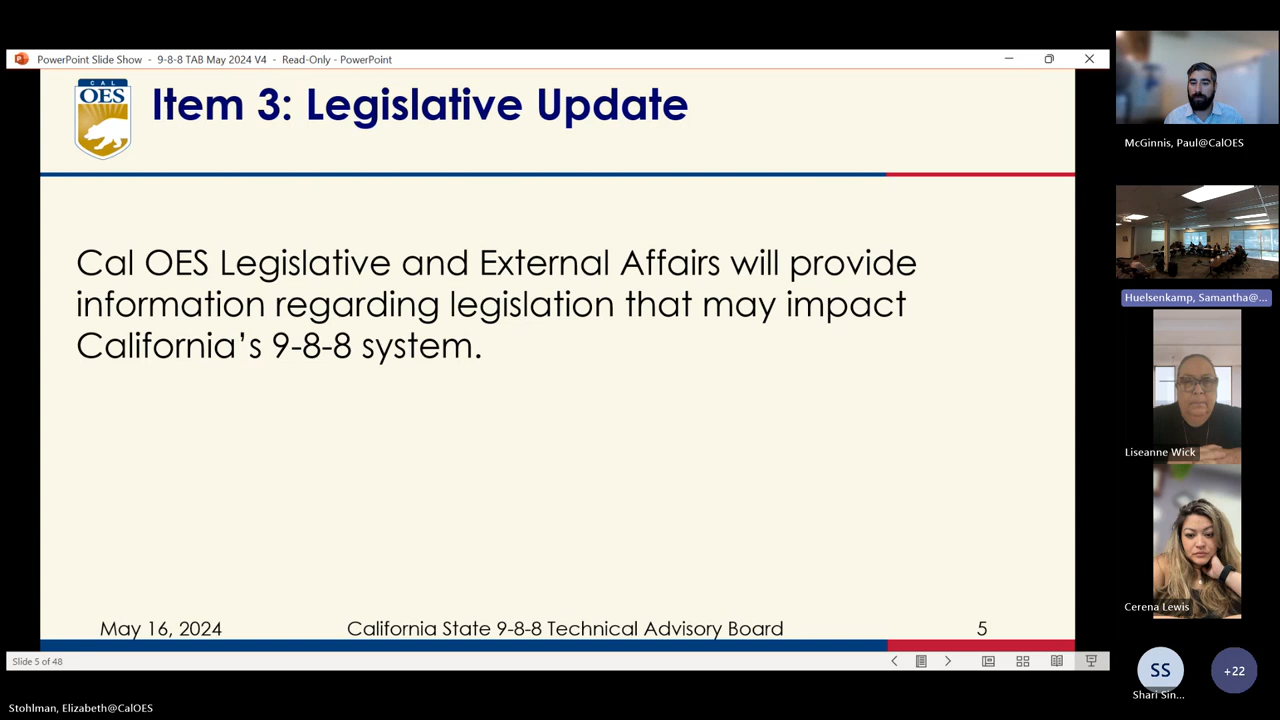 PowerPoint Slide Show - 9-8-8 TAB May 2024 V4 - Read-Only - PowerPoint
CAL
OES
Item 3: Legislative Update
Cal OES Legislative and External Affairs will provide
information regarding legislation that may impact
California's 9-8-8 system.
May 16, 2024
California State 9-8-8 Technical Advisory Board
5
Slide 5 of 48
Stohlman, Elizabeth@CalOES
McGinnis, Paul@CalOES
Huelsenkamp, Samantha@...
Liseanne Wick
Cerena Lewis
SS
Shari Sin...
+22